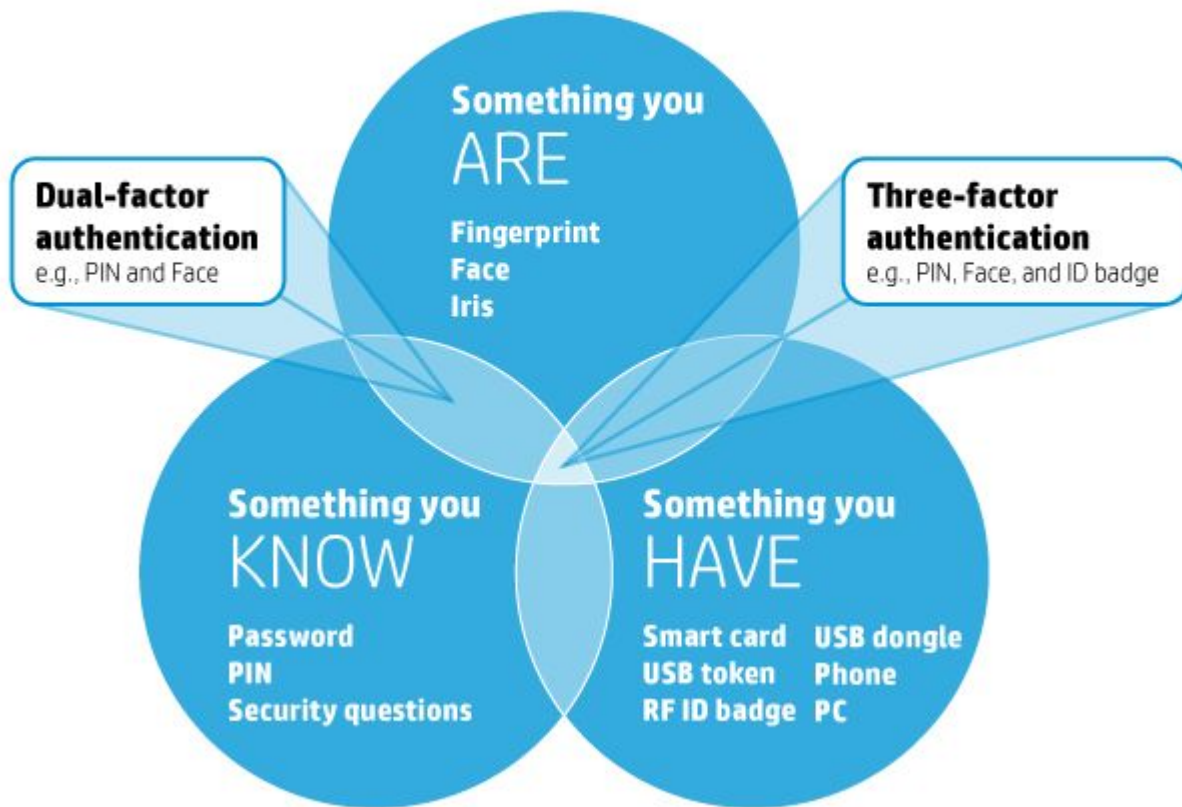 Something you
ARE
Fingerprint
Face
Iris
Dual-factor
authentication
e.g., PIN and Face
Three-factor
authentication
e.g., PIN, Face, and ID badge
Something you
KNOW
Password
PIN
Security questions
Something you
HAVE
Smart card USB dongle
USB token Phone
RF ID badge PC